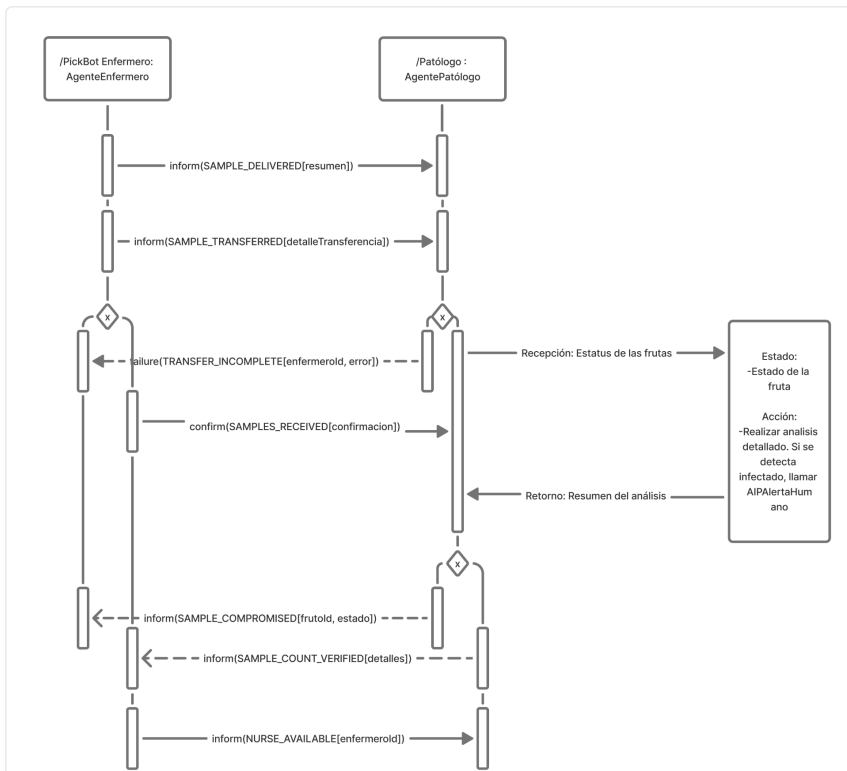 /PickBot Enfermero:
AgenteEnfermero
/Patólogo :
AgentePatólogo
inform(SAMPLE_DELIVERED[resumen])
inform(SAMPLE_TRANSFERRED[detalleTransferencia])
x
x
failure(TRANSFER_INCOMPLETE[enfermeroId, error])
Recepción: Estatus de las frutas
confirm(SAMPLES_RECEIVED[confirmacion])
Estado:
-Estado de la
fruta
Acción:
-Realizar analisis
detallado. Si se
detecta
infectado, llamar
AIPAlertaHum
ano
Retorno: Resumen del análisis
x
inform(SAMPLE_COMPROMISED[frutoId, estado])
inform(SAMPLE_COUNT_VERIFIED[detalles])
inform(NURSE_AVAILABLE[enfermeroId])